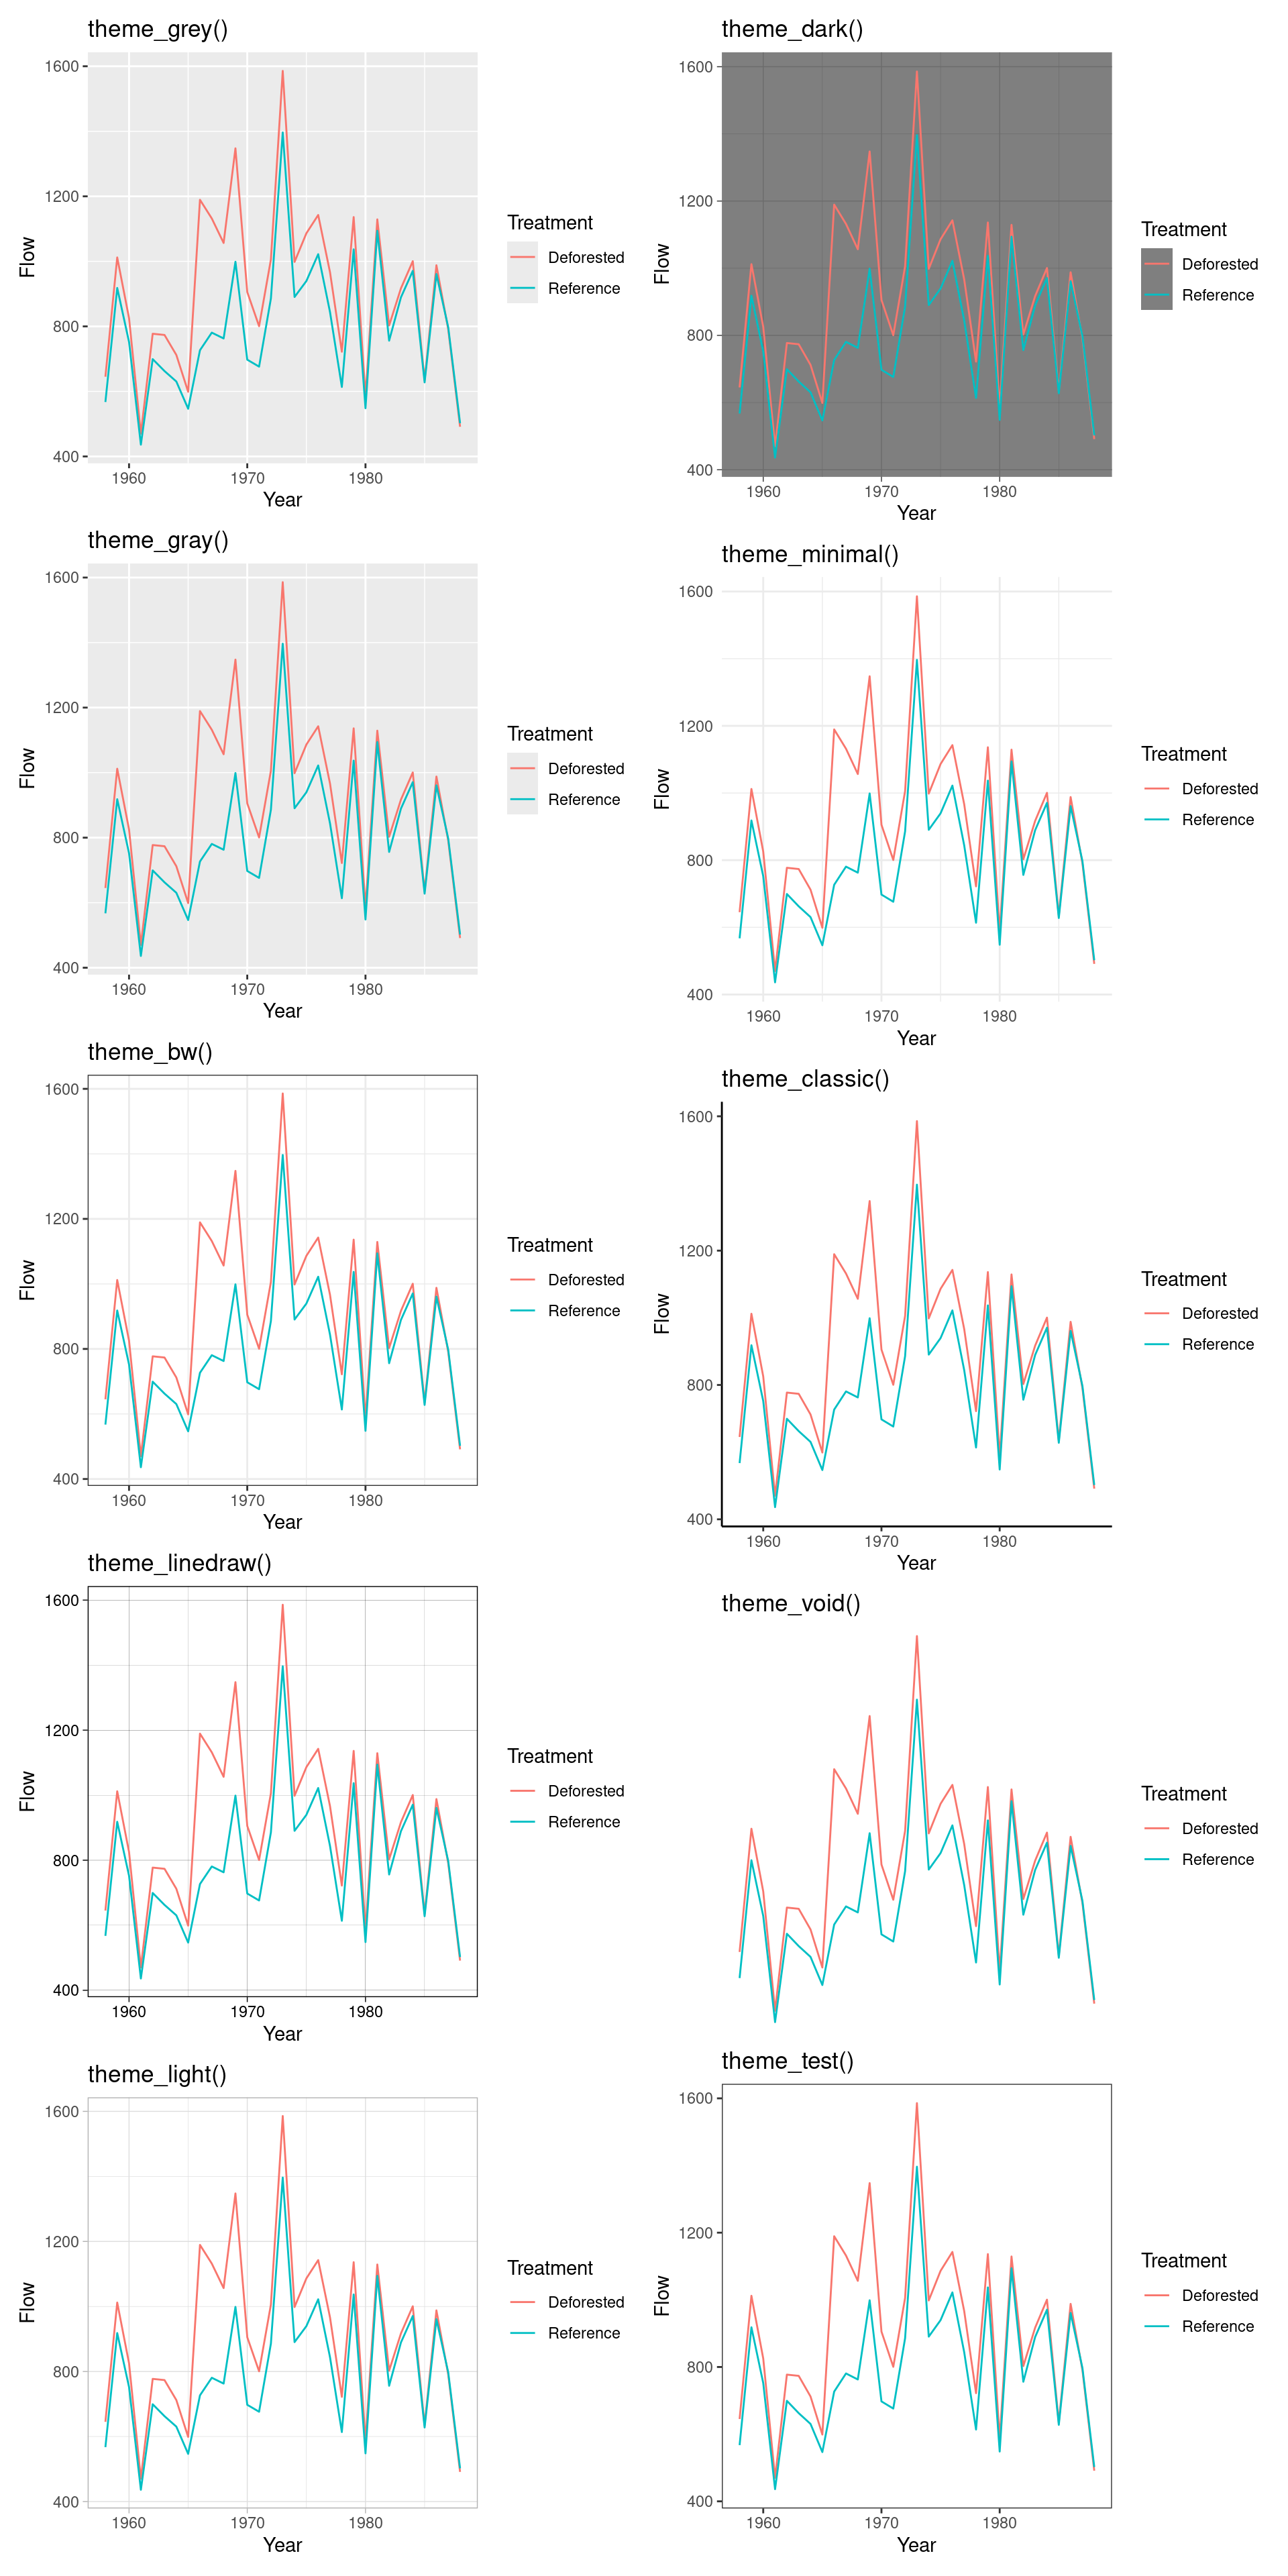 theme_grey()
1600
1200
800
400
Flow
1960 1970 1980
Year
Treatment
Deforested
Reference
theme_dark()
1600
1200
800
400
Flow
1960 1970 1980
Year
Treatment
Deforested
Reference
theme_gray()
1600
1200
800
400
Flow
1960 1970 1980
Year
Treatment
Deforested
Reference
theme_minimal()
1600
1200
800
400
Flow
1960 1970 1980
Year
Treatment
Deforested
Reference
theme_bw()
1600
1200
800
400
Flow
1960 1970 1980
Year
Treatment
Deforested
Reference
theme_classic()
1600
1200
800
400
Flow
1960 1970 1980
Year
Treatment
Deforested
Reference
theme_linedraw()
1600
1200
800
400
Flow
1960 1970 1980
Year
Treatment
Deforested
Reference
theme_void()
Treatment
Deforested
Reference
theme_light()
1600
1200
800
400
Flow
1960 1970 1980
Year
Treatment
Deforested
Reference
theme_test()
1600
1200
800
400
Flow
1960 1970 1980
Year
Treatment
Deforested
Reference